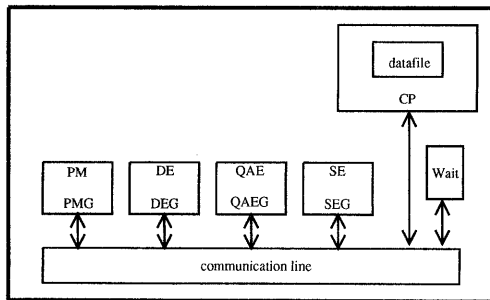 datafile
CP
PM
DE
QAE
SE
Wait
PMG
DEG
QAEG
SEG
communication line